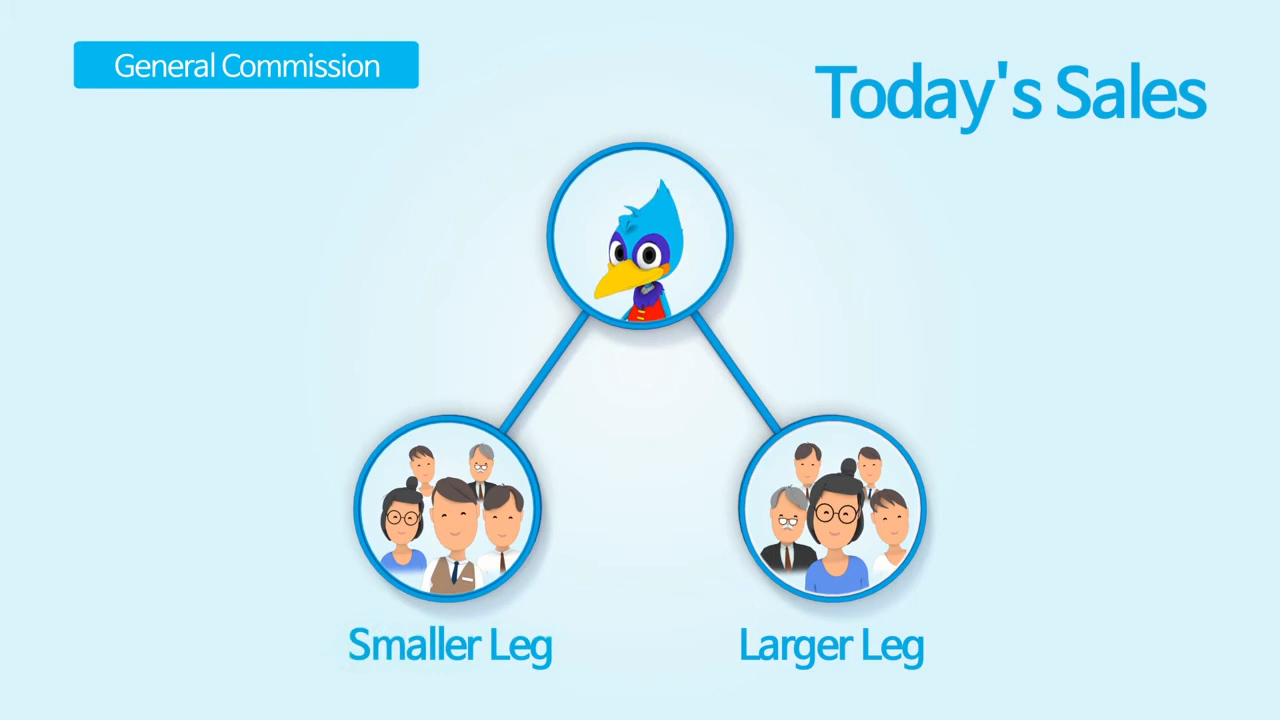 General Commission
Today's Sales
Smaller Leg
Larger Leg